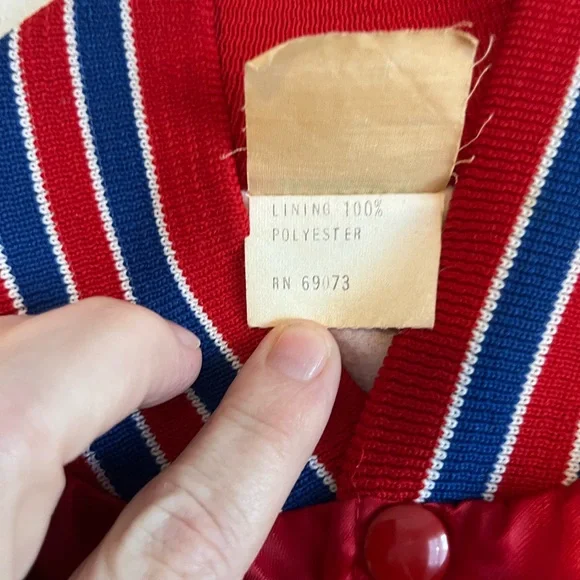 LINING 100%
POLYESTER
RN 69073